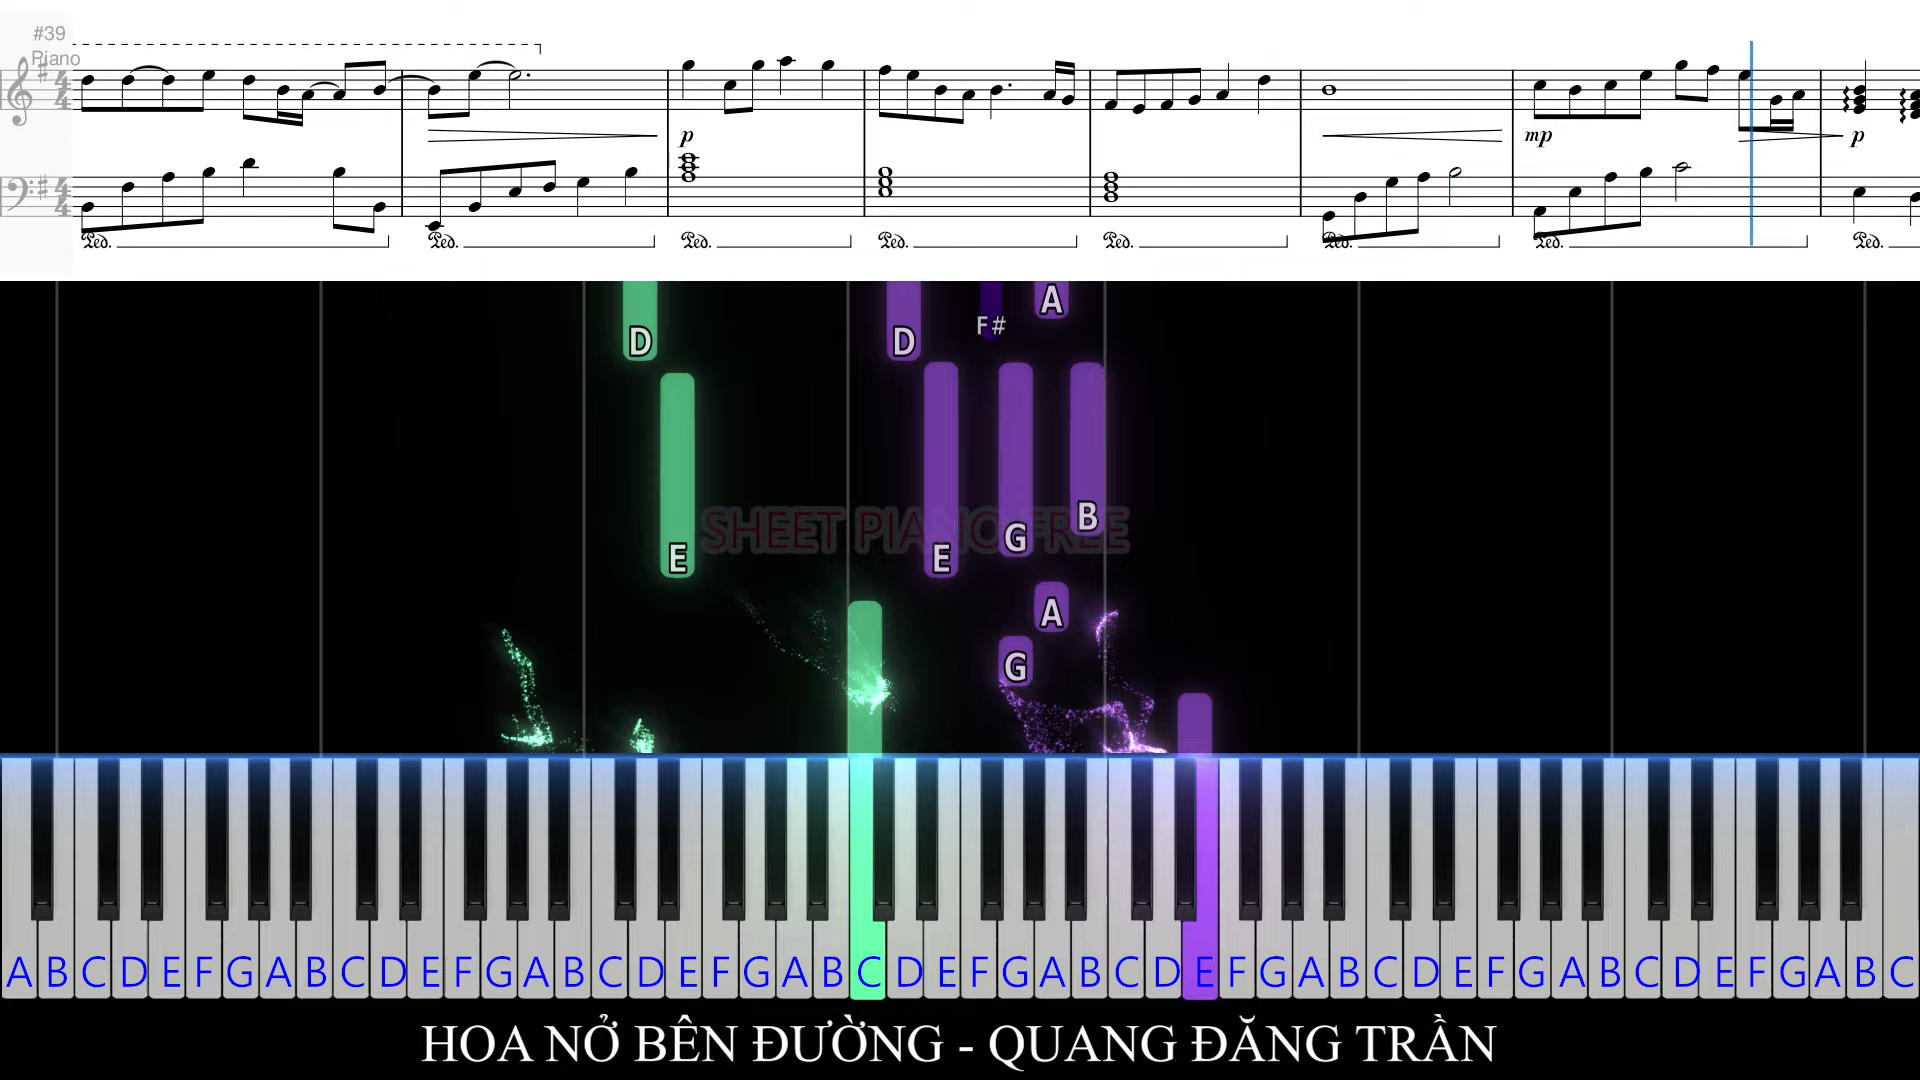 #39
Piano
p
mp
p
Ped. Ped. Ped. Ped. Ped. Ped. Ped. Ped.
A
D D F#
E E G B
SHEET PIANO FREE
A
G
A B C D E F G A B C D E F G A B C D E F G A B C D E F G A B C D E F G A B C D E F G A B C D E F G A B C
HOA NỞ BÊN ĐƯỜNG - QUANG ĐĂNG TRẦN